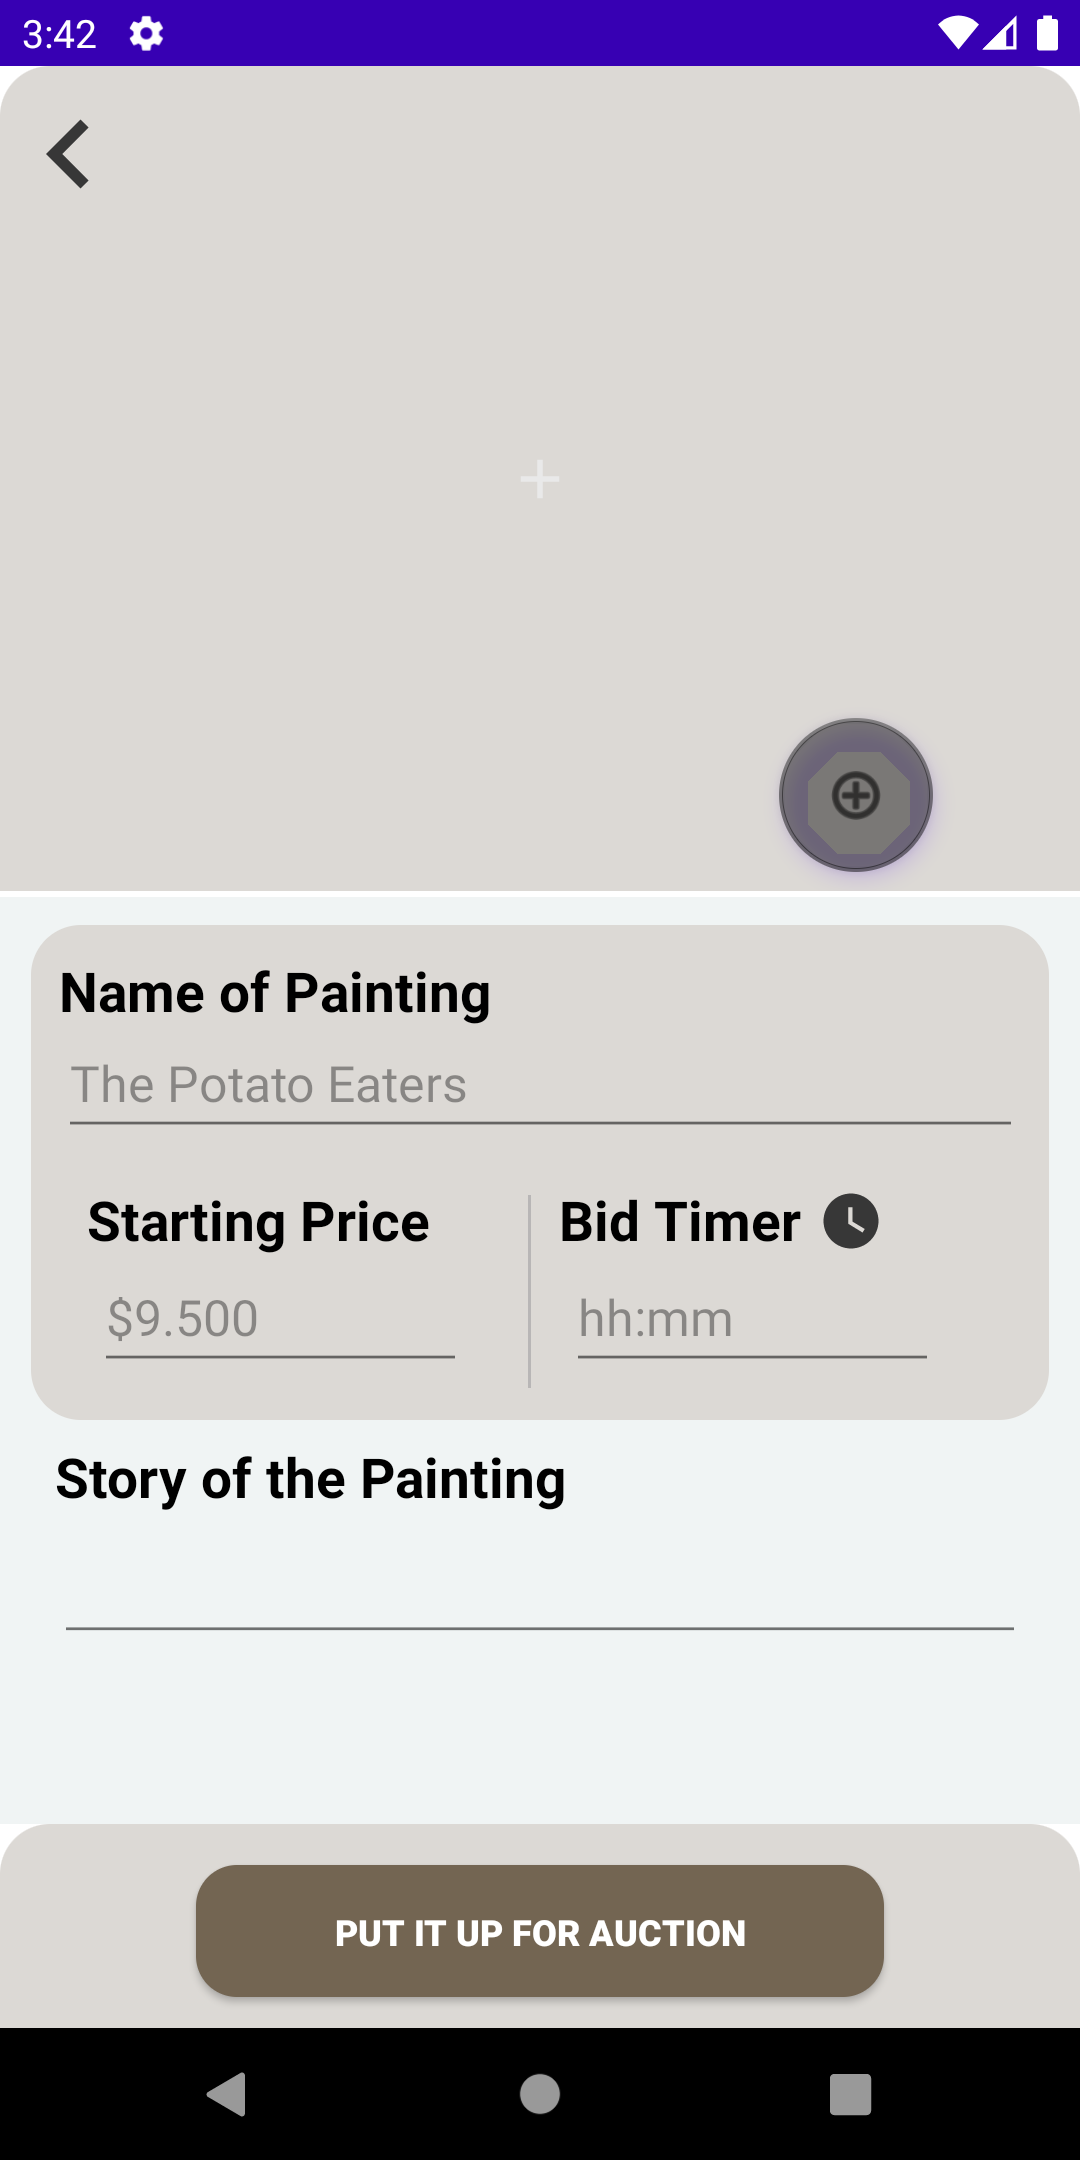 3:42
Name of Painting
The Potato Eaters
Starting Price
Bid Timer
$9.500
hh:mm
Story of the Painting
PUT IT UP FOR AUCTION